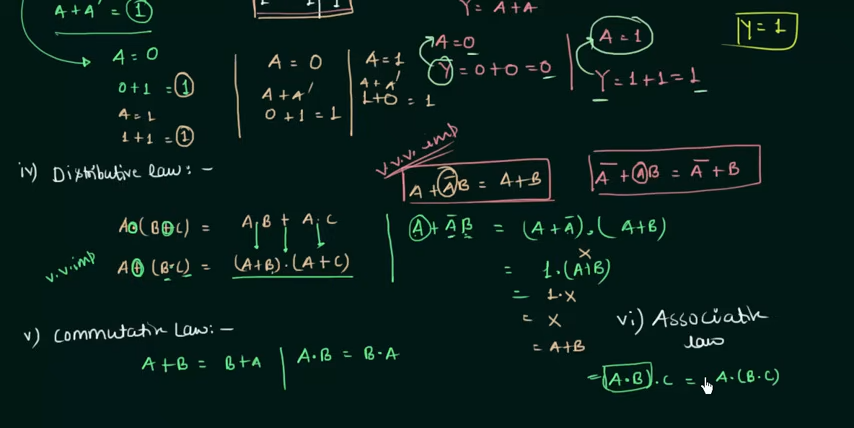 A + A' = 1
Y = A + A
Y = 1
A = 0
0 + 1 = 1
A = 1
1 + 1 = 1
A = 0
A + A'
0 + 1 = 1
A = 1
A + A'
1 + 0 = 1
A = 0
Y = 0 + 0 = 0
A = 1
Y = 1 + 1 = 1
iv) Distributive Law: -
v.v.v. imp
A + A̅B = A + B
A̅ + AB = A̅ + B
A·(B+C) = A.B + A.C
v.v.imp
A + (B·C) = (A+B)·(A+C)
A + A̅B = (A + A̅).(A+B)
x
= 1·(A+B)
= 1·x
= x
= A+B
v) Commutative Law: -
A+B = B+A | A·B = B·A
vi) Associative
law
= (A·B)·C = A·(B·C)